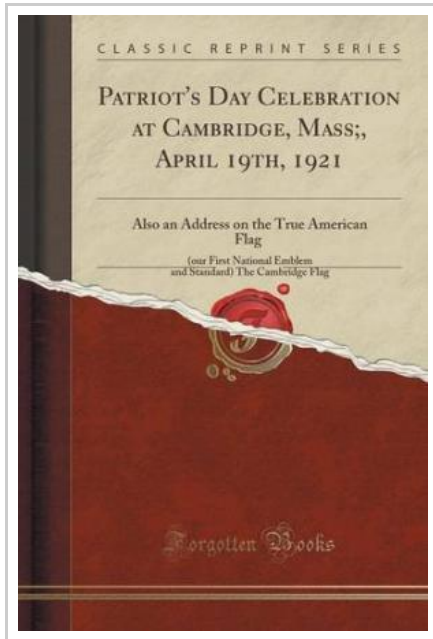 CLASSIC REPRINT SERIES
PATRIOT'S DAY CELEBRATION
AT CAMBRIDGE, MASS;,
APRIL 19TH, 1921
Also an Address on the True American
Flag
(our First National Emblem
and Standard) The Cambridge Flag
Forgotten Books